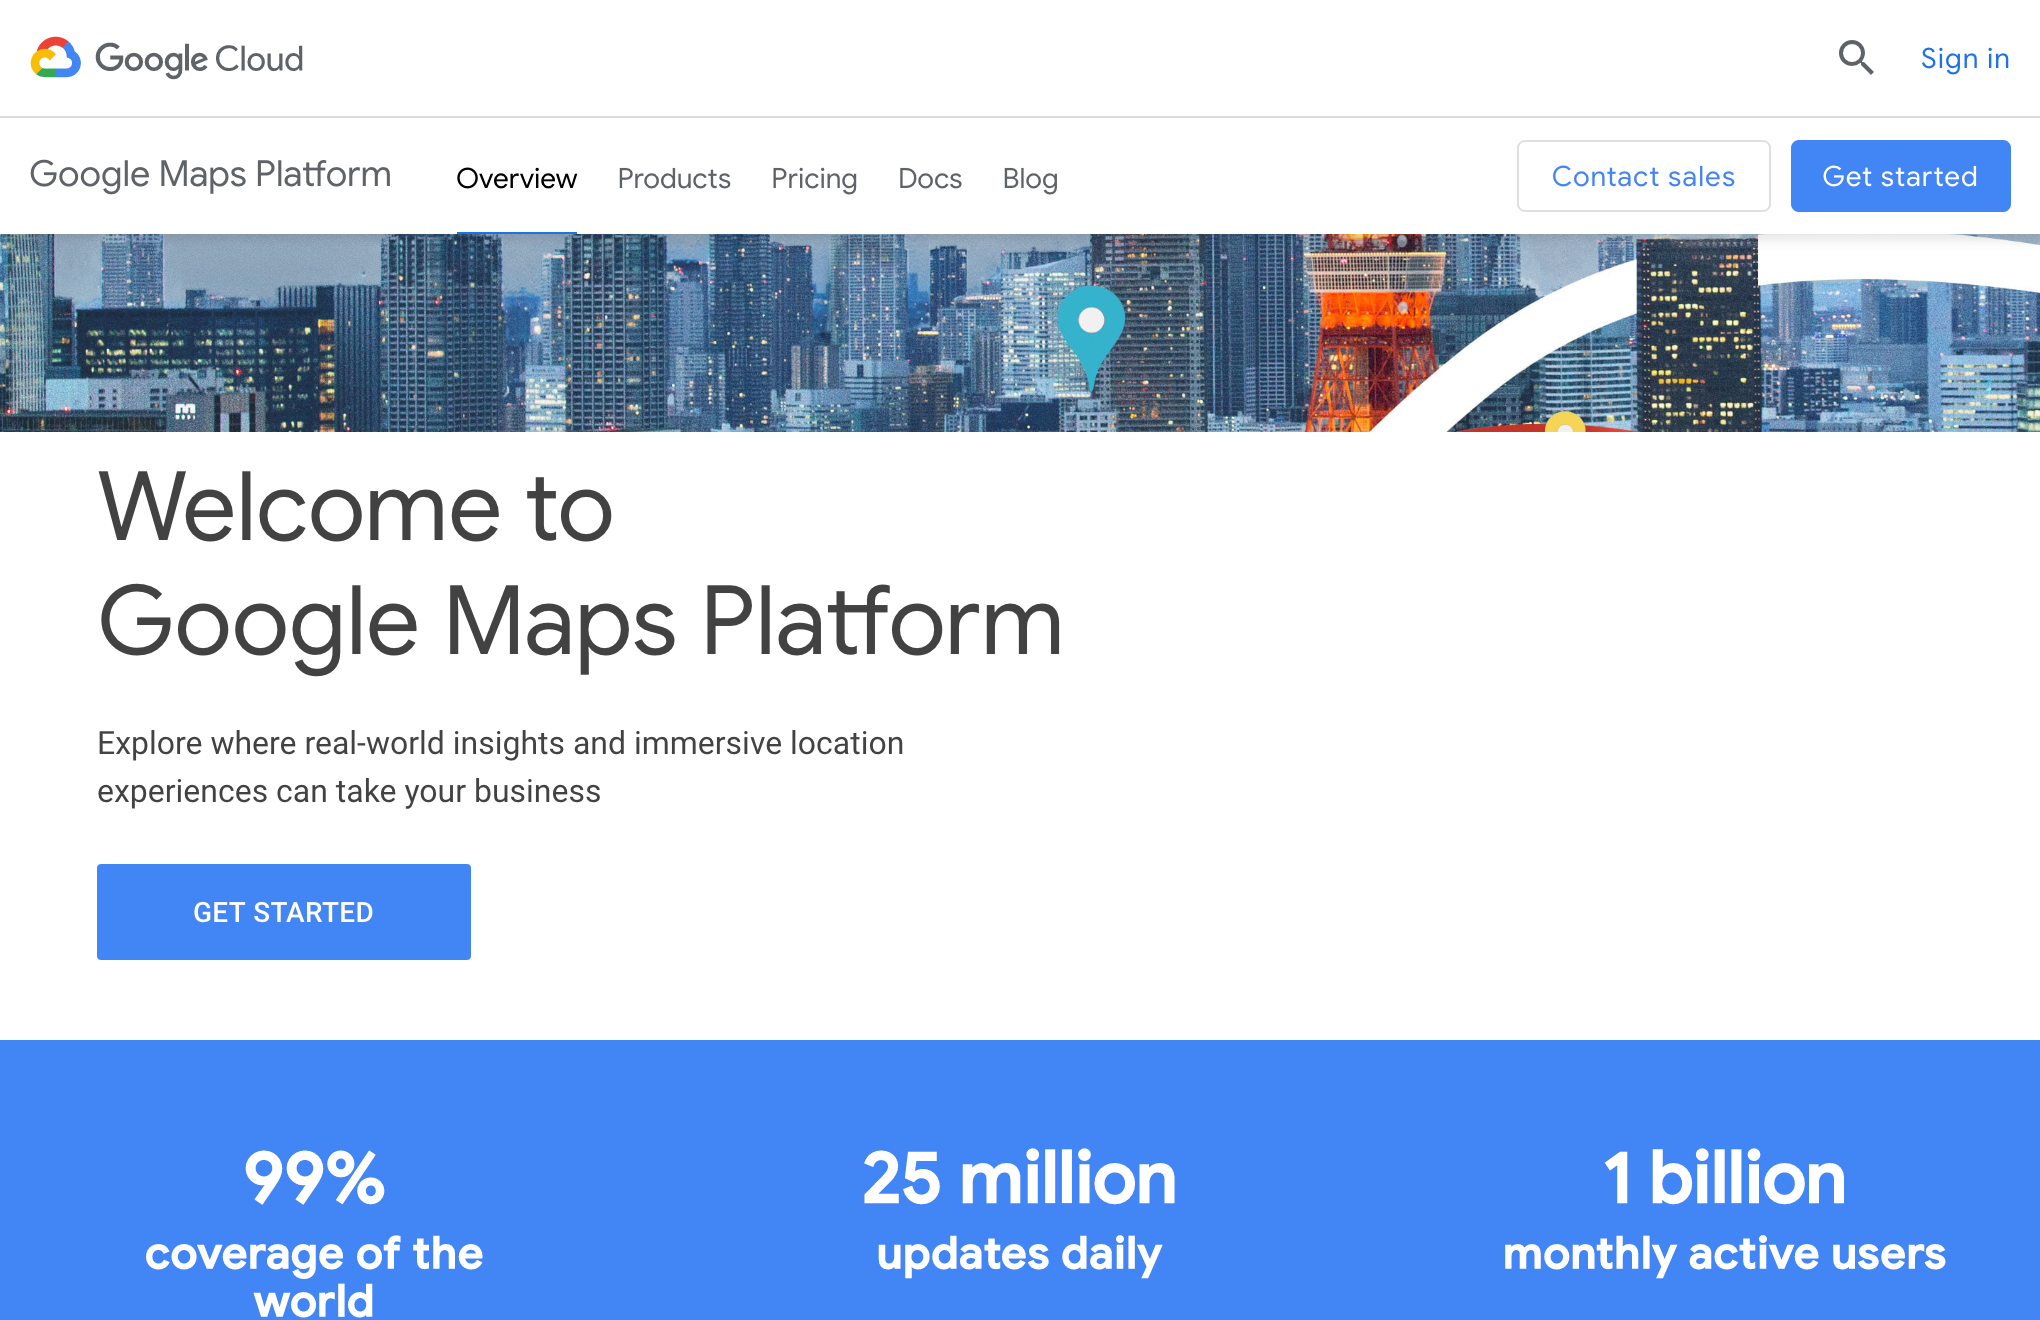 Google Cloud
Sign in
Google Maps Platform
Overview
Products
Pricing
Docs
Blog
Contact sales
Get started
Welcome to
Google Maps Platform
Explore where real-world insights and immersive location
experiences can take your business
GET STARTED
99%
coverage of the
world
25 million
updates daily
1 billion
monthly active users